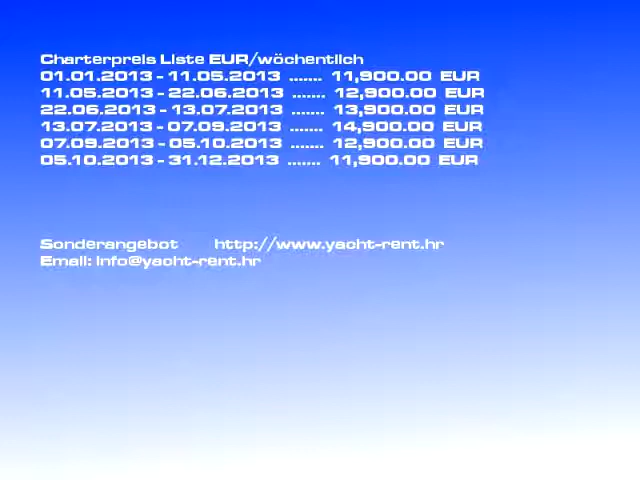 Charterpreis Liste EUR/wöchentlich
01.01.2013 - 11.05.2013 ....... 11,900.00 EUR
11.05.2013 - 22.06.2013 ....... 12,900.00 EUR
22.06.2013 - 13.07.2013 ....... 13,900.00 EUR
13.07.2013 - 07.09.2013 ....... 14,900.00 EUR
07.09.2013 - 05.10.2013 ....... 12,900.00 EUR
05.10.2013 - 31.12.2013 ....... 11,900.00 EUR
Sonderangebot http://www.yacht-rent.hr
Email: info@yacht-rent.hr